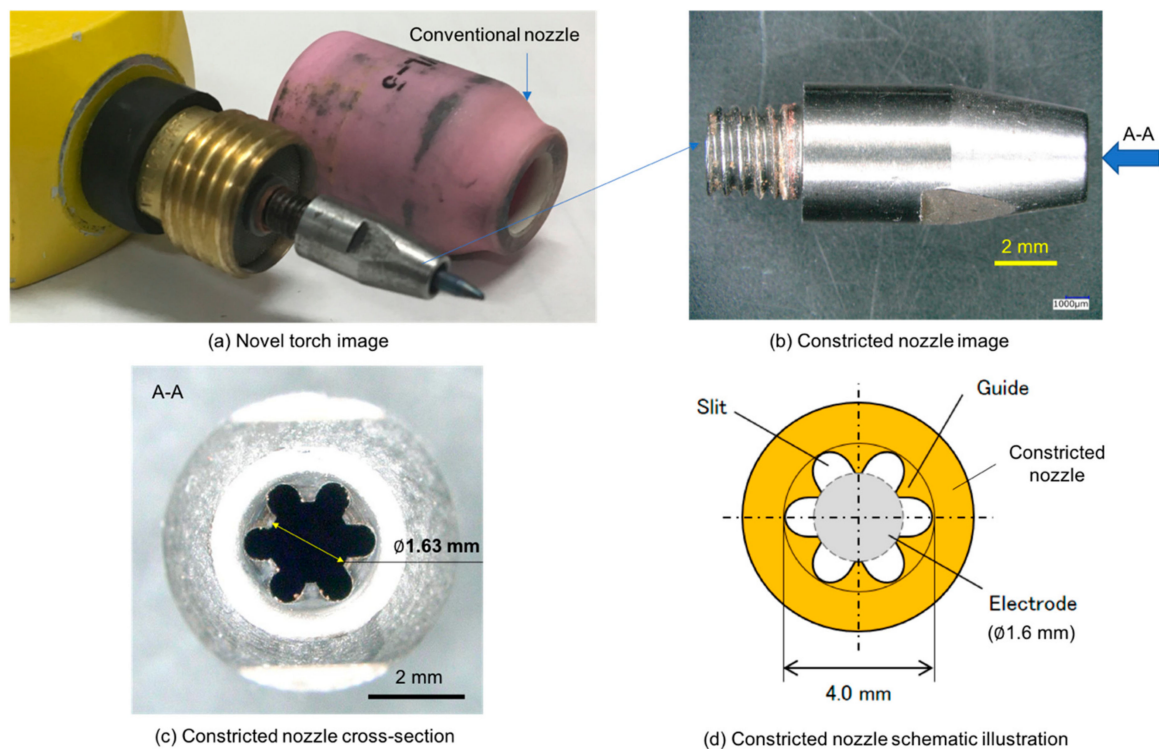 Conventional nozzle
(a) Novel torch image
A-A
2 mm
1000μm
(b) Constricted nozzle image
A-A
ø1.63 mm
2 mm
(c) Constricted nozzle cross-section
Slit
Guide
Constricted
nozzle
Electrode
(ø1.6 mm)
4.0 mm
(d) Constricted nozzle schematic illustration